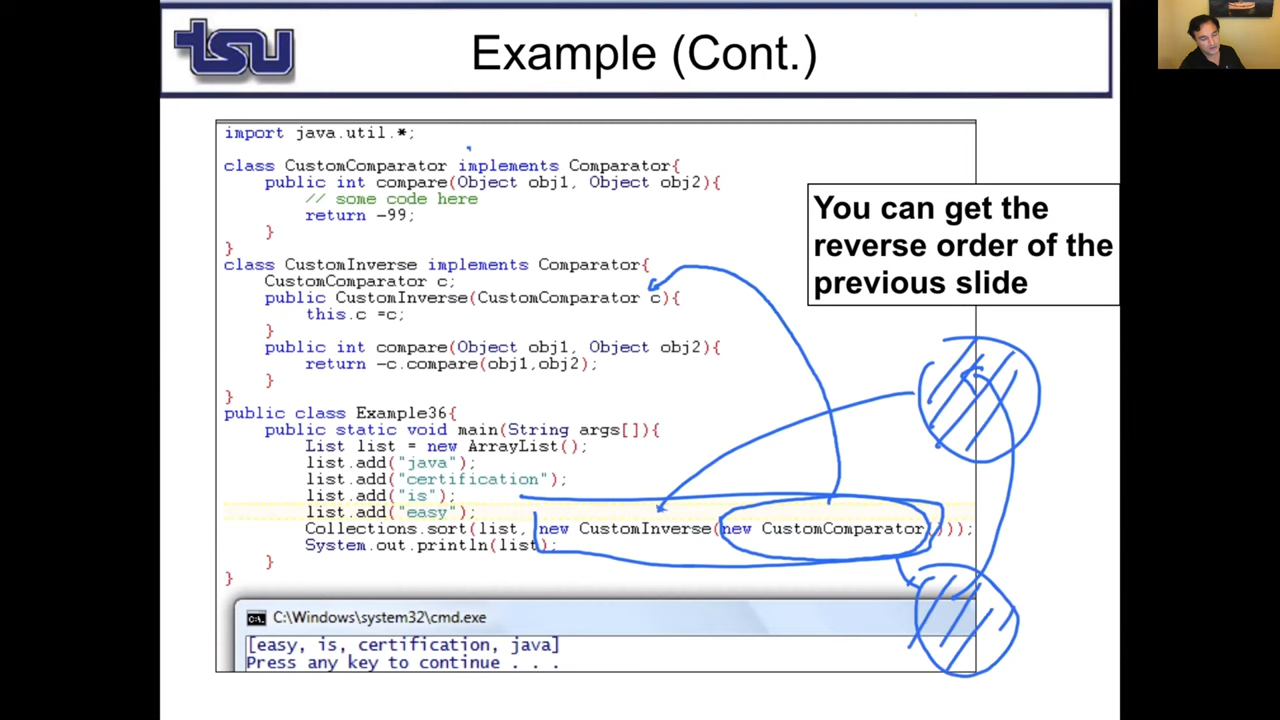 tsu
Example (Cont.)
import java.util.*;
class CustomComparator implements Comparator{
public int compare(Object obj1, Object obj2){
// some code here
return -99;
}
}
class CustomInverse implements Comparator{
CustomComparator c;
public CustomInverse(CustomComparator c){
this.c =c;
}
public int compare(Object obj1, Object obj2){
return -c.compare(obj1,obj2);
}
}
public class Example36{
public static void main(String args[]){
List list = new ArrayList();
list.add("java");
list.add("certification");
list.add("is");
list.add("easy");
Collections.sort(list, new CustomInverse(new CustomComparator()));
System.out.println(list);
}
}
You can get the
reverse order of the
previous slide
C:\Windows\system32\cmd.exe
[easy, is, certification, java]
Press any key to continue . . .